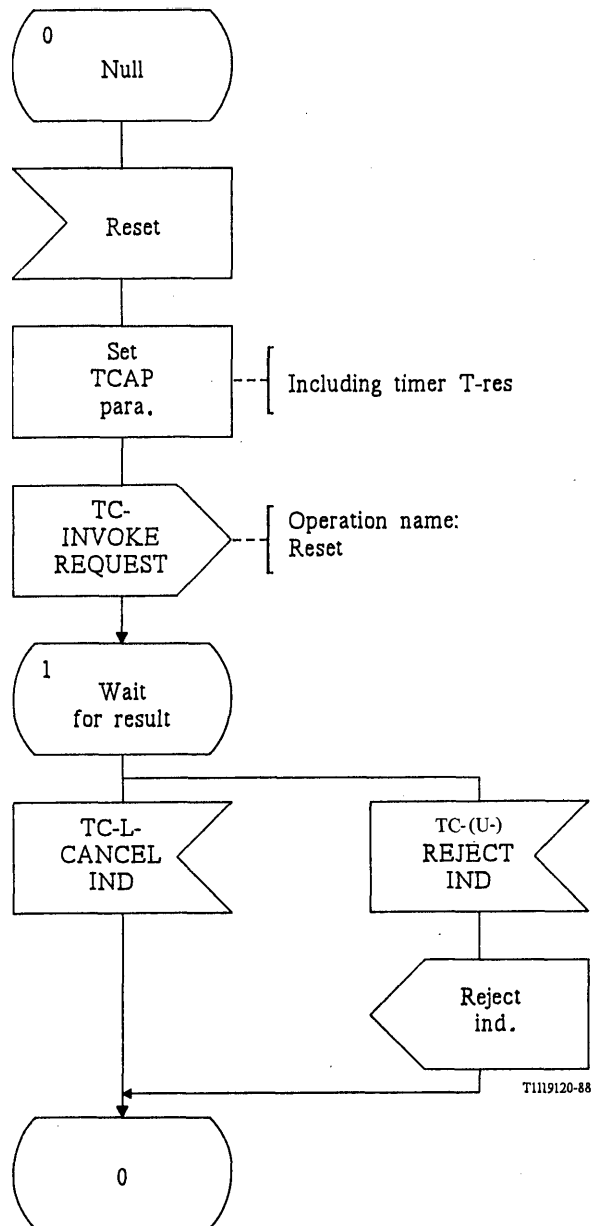 0
Null
Reset
Set
TCAP
para.
Including timer T-res
TC-
INVOKE
REQUEST
Operation name:
Reset
1
Wait
for result
TC-L-
CANCEL
IND
TC-(U-)
REJECT
IND
Reject
ind.
T1119120-88
0